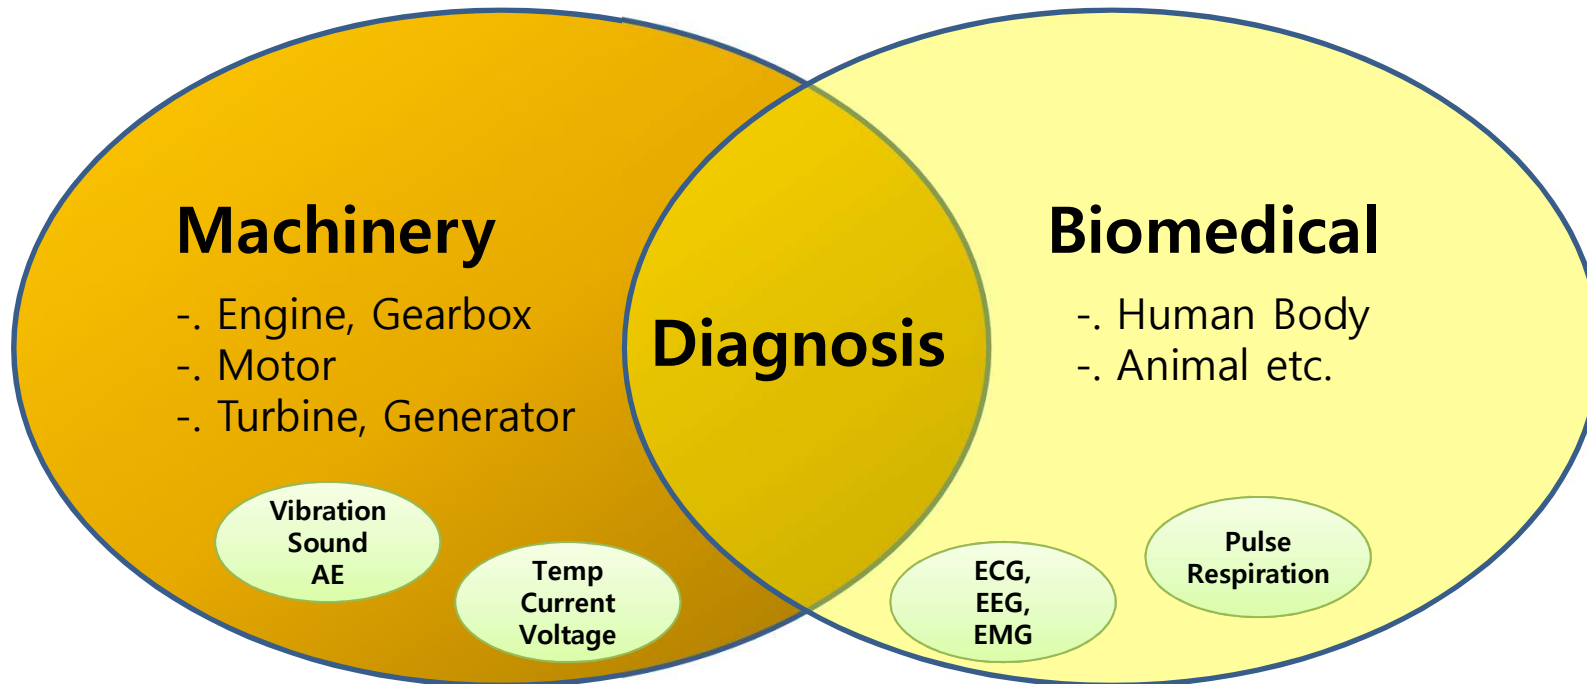 Machinery
-. Engine, Gearbox
-. Motor
-. Turbine, Generator
Vibration
Sound
AE
Temp
Current
Voltage
Diagnosis
Biomedical
-. Human Body
-. Animal etc.
ECG,
EEG,
EMG
Pulse
Respiration